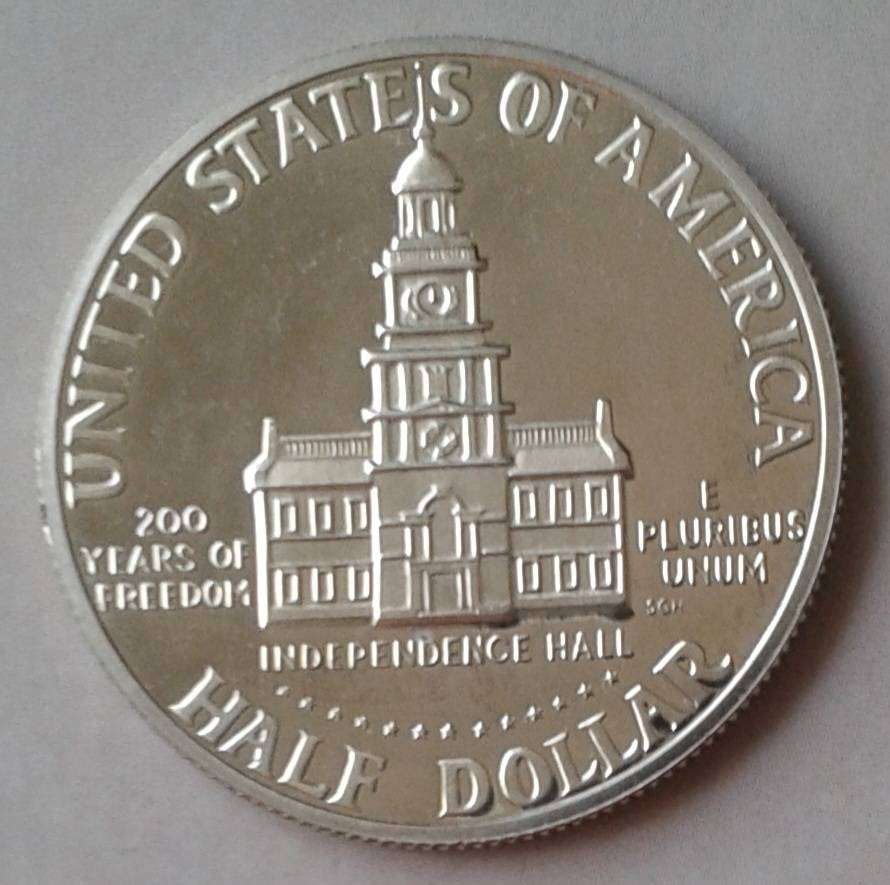 UNITED STATES OF AMERICA
200
YEARS OF
FREEDOM
E
PLURIBUS
UNUM
SGH
INDEPENDENCE HALL
HALF DOLLAR